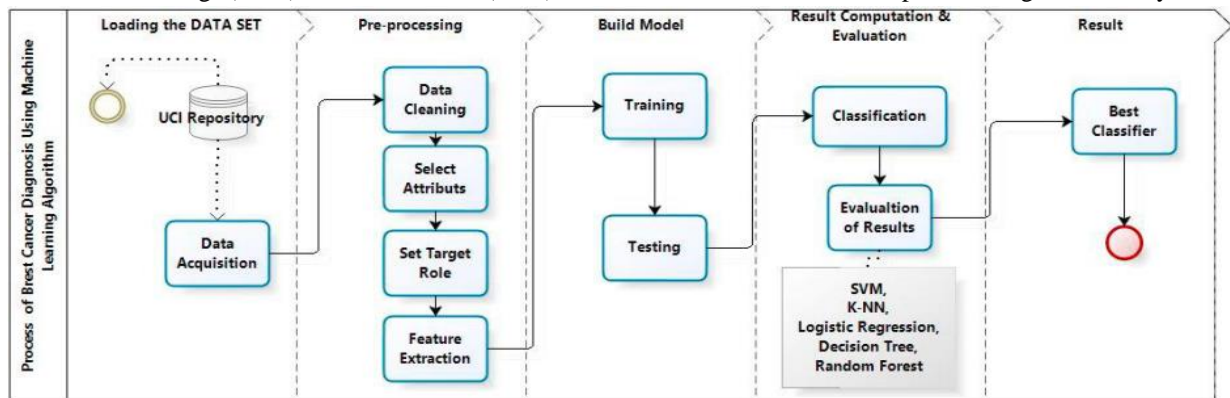 Process of Brest Cancer Diagnosis Using Machine
Learning Algorithm
Loading the DATA SET
UCI Repository
Data
Acquisition
Pre-processing
Data
Cleaning
Select
Attributs
Set Target
Role
Feature
Extraction
Build Model
Training
Testing
Result Computation &
Evaluation
Classification
Evaualtion
of Results
SVM,
K-NN,
Logistic Regression,
Decision Tree,
Random Forest
Result
Best
Classifier